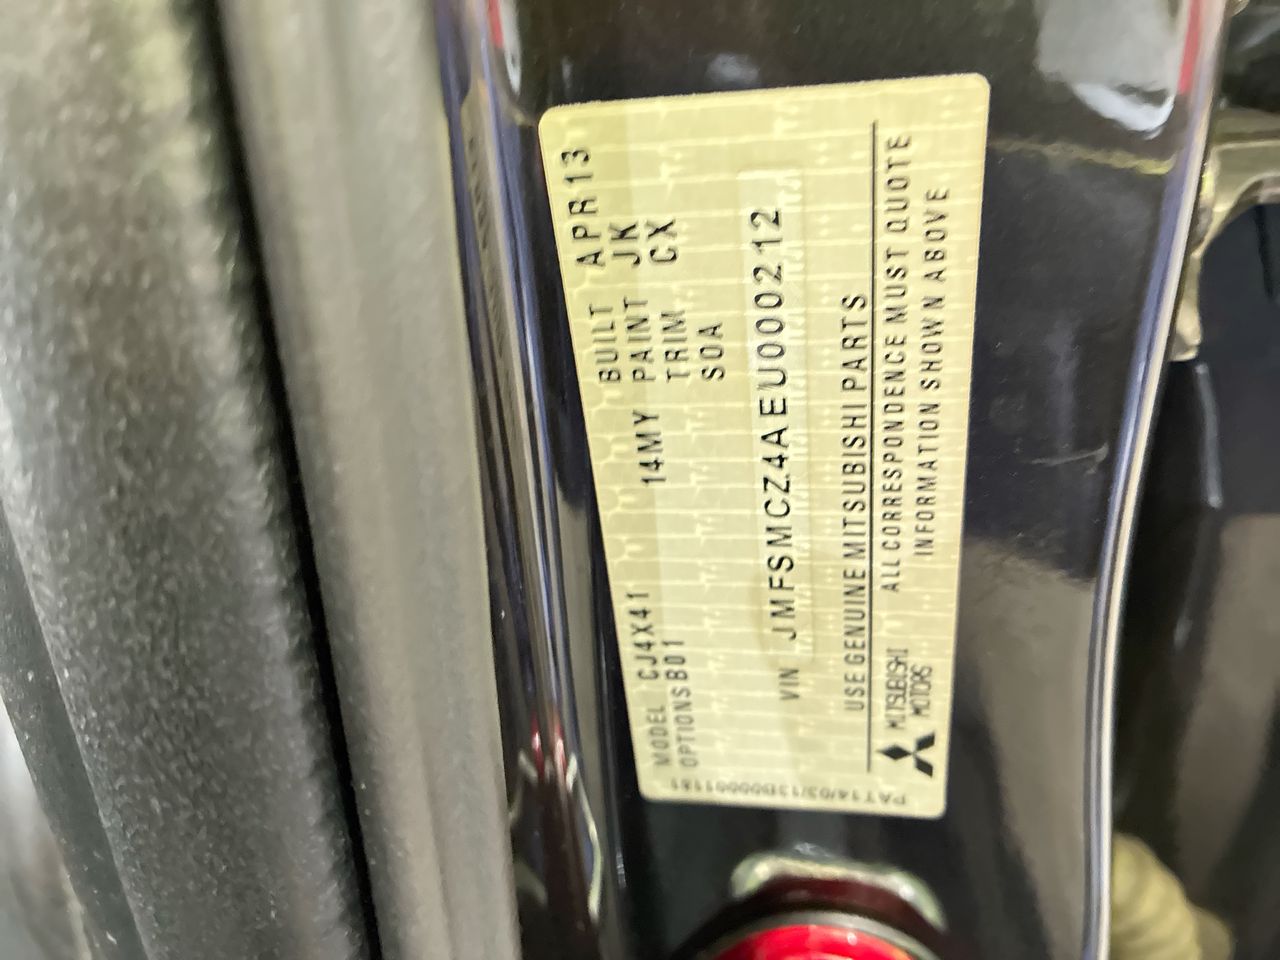 MODEL CJ4X41 14MY BUILT APR13
OPTIONS B01 PAINT JK
TRIM CX
SOA
VIN JMFSMCZ4AEU000212
USE GENUINE MITSUBISHI PARTS
MITSUBISHI MOTORS
ALL CORRESPONDENCE MUST QUOTE
INFORMATION SHOWN ABOVE